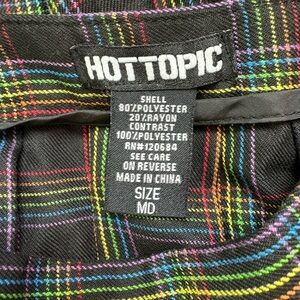 HOTTOPIC
SHELL
80%POLYESTER
20%RAYON
CONTRAST
100%POLYESTER
RN#120684
SEE CARE
ON REVERSE
MADE IN CHINA
SIZE
MD